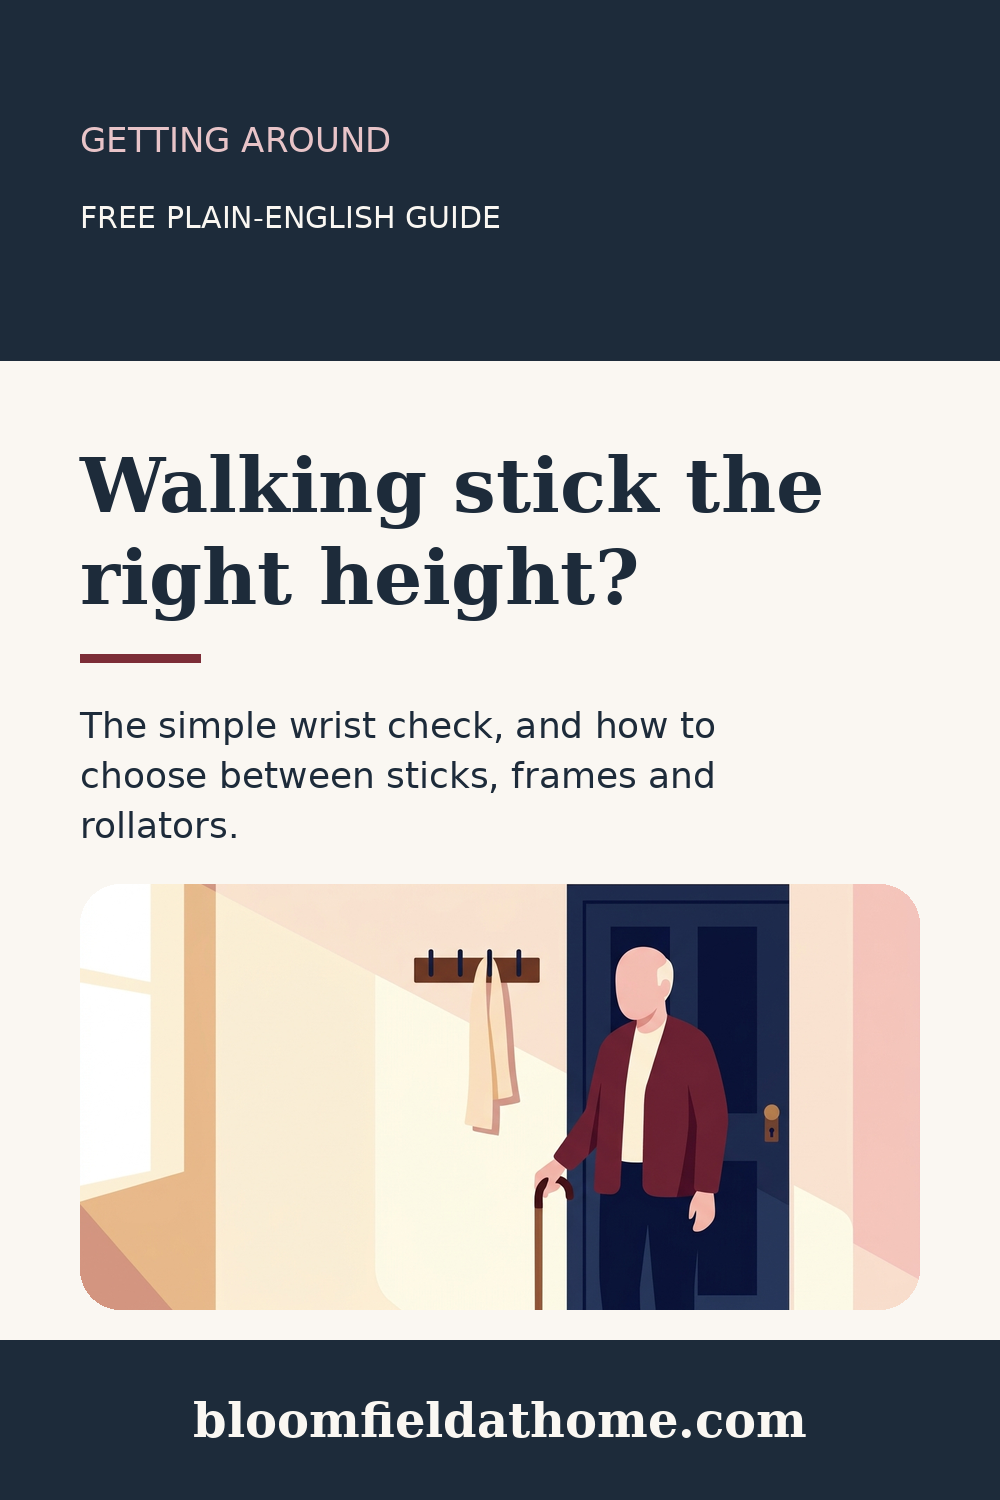 GETTING AROUND
FREE PLAIN-ENGLISH GUIDE
Walking stick the
right height?
The simple wrist check, and how to
choose between sticks, frames and
rollators.
bloomfieldathome.com